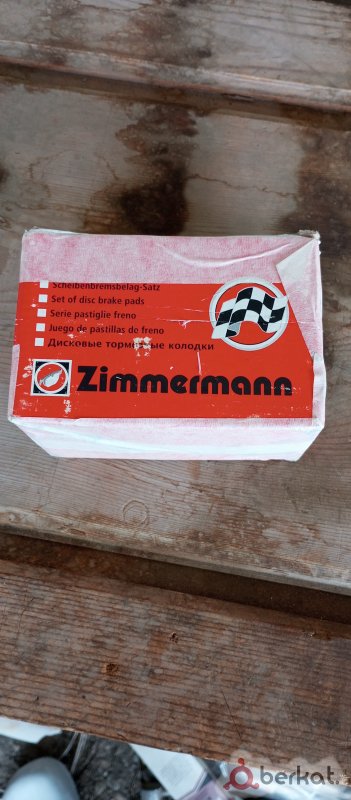 Scheibenbremsbelag-Satz
Set of disc brake pads
Serie pastiglie freno
Juego de pastillas de freno
Дисковые тормозные колодки
Zimmermann
berkat.